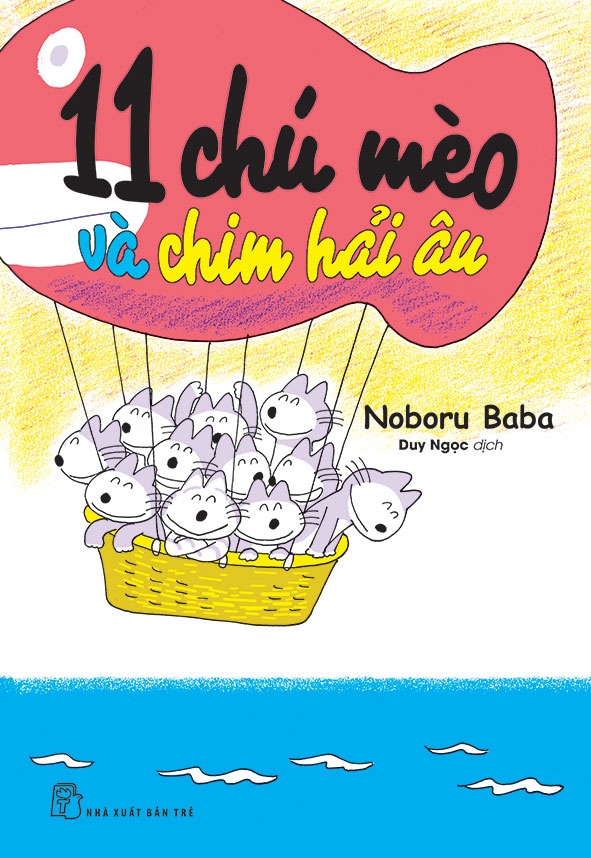 11 chú mèo
và chim hải âu
Noboru Baba
Duy Ngọc dịch
NHÀ XUẤT BẢN TRẺ